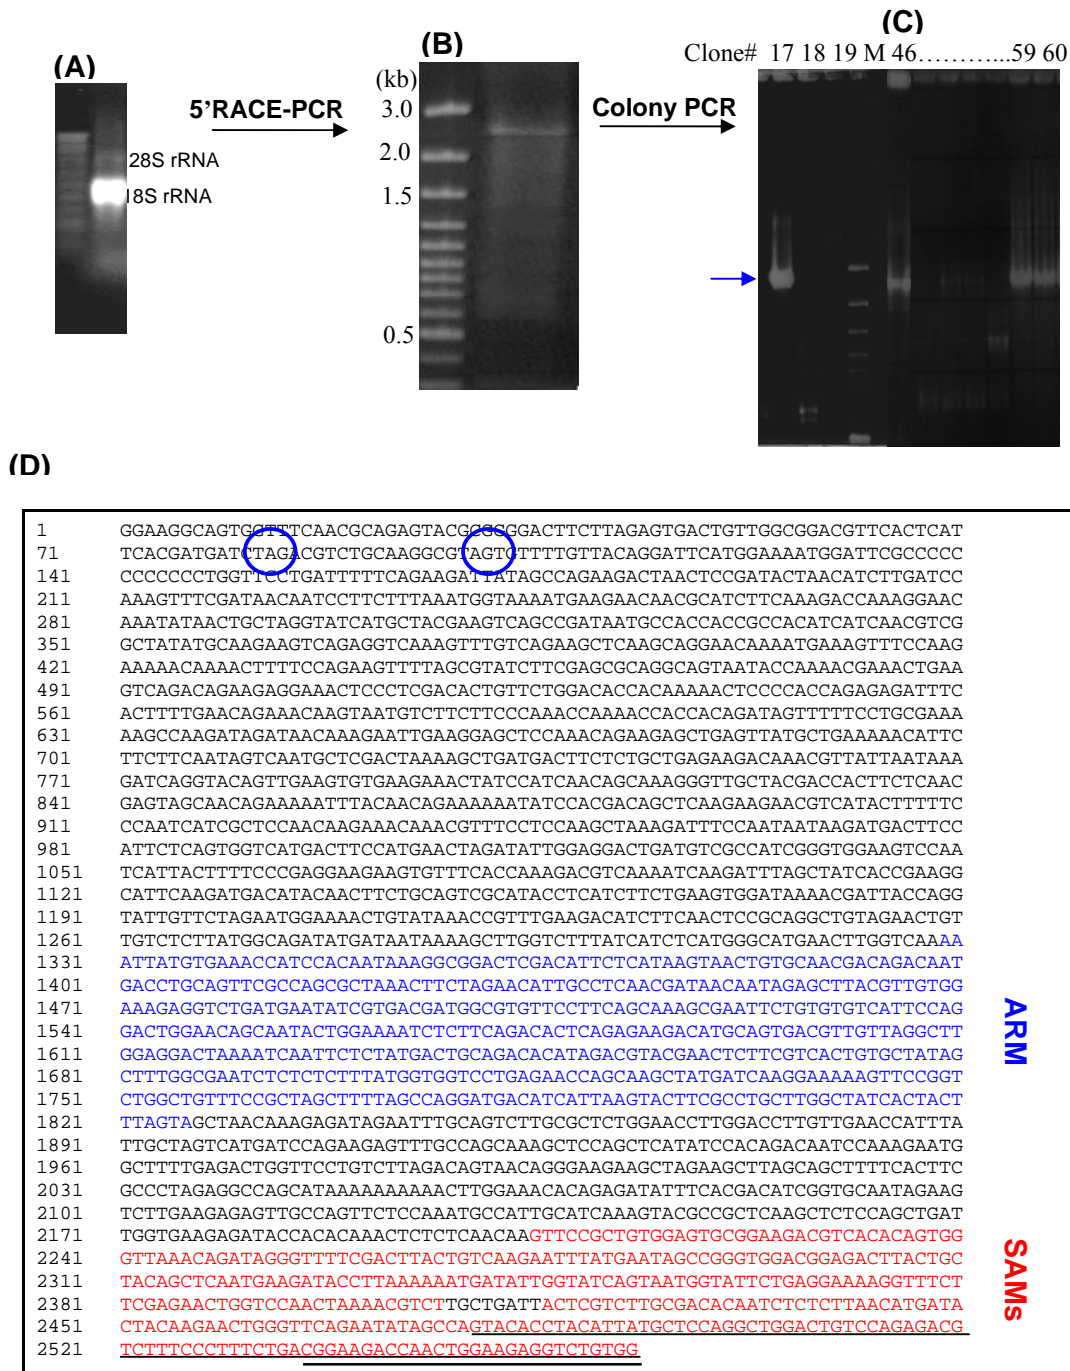 (A)
(B)
(C)
Clone# 17 18 19 M 46..............59 60
(kb)
3.0
2.0
1.5
0.5
5’RACE-PCR
Colony PCR
28S rRNA
18S rRNA
(D)
1 GGAAGGCAGTGGTTTCAACGCAGAGTACGCGCGGACTTCTTAGAGTGACTGTTGGCGGACGTTCACTCAT
71 TCACGATGATCTAGACGTCTGCAAGGCGTAGTGTTTTGTTACAGGATTCATGGAAAATGGATTCGCCCCC
141 CCCCCCCTGGTTCCTGATTTTTCAGAAGATTATAGCCAGAAGACTAACTCCGATACTAACATCTTGATCC
211 AAAGTTTCGATAACAATCCTTCTTTAAATGGTAAAATGAAGAACAACGCATCTTCAAAGACCAAAGGAAC
281 AAATATAACTGCTAGGTATCATGCTACGAAGTCAGCCGATAATGCCACCACCGCCACATCATCAACGTCG
351 GCTATATGCAAGAAGTCAGAGGTCAAAGTTTGTCAGAAGCTCAAGCAGGAACAAAATGAAAGTTTCCAAG
421 AAAAACAAAACTTTTCCAGAAGTTTTAGCGTATCTTCGAGCGCAGGCAGTAATACCAAAACGAAACTGAA
491 GTCAGACAGAAGAGGAAACTCCCTCGACACTGTTCTGGACACCACAAAAACTCCCCACCAGAGAGATTTC
561 ACTTTTGAACAGAAACAAGTAATGTCTTCTTCCCAAACCAAAACCACCACAGATAGTTTTTCCTGCGAAA
631 AAGCCAAGATAGATAACAAAGAATTGAAGGAGCTCCAAACAGAAGAGCTGAGTTATGCTGAAAAACATTC
701 TTCTTCAATAGTCAATGCTCGACTAAAAGCTGATGACTTCTCTGCTGAGAAGACAAACGTTATTAATAAA
771 GATCAGGTACAGTTGAAGTGTGAAGAAACTATCCATCAACAGCAAAGGGTTGCTACGACCACTTCTCAAC
841 GAGTAGCAACAGAAAAATTTACAACAGAAAAAATATCCACGACAGCTCAAGAAGAACGTCATACTTTTTC
911 CCAATCATCGCTCCAACAAGAAACAAACGTTTCCTCCAAGCTAAAGATTTCCAATAATAAGATGACTTCC
981 ATTCTCAGTGGTCATGACTTCCATGAACTAGATATTGGAGGACTGATGTCGCCATCGGGTGGAAGTCCAA
1051 TCATTACTTTTCCCGAGGAAGAAGTGTTTCACCAAAGACGTCAAAATCAAGATTTAGCTATCACCGAAGG
1121 CATTCAAGATGACATACAACTTCTGCAGTCGCATACCTCATCTTCTGAAGTGGATAAAACGATTACCAGG
1191 TATTGTTCTAGAATGGAAAACTGTATAAACCGTTTGAAGACATCTTCAACTCCGCAGGCTGTAGAACTGT
1261 TGTCTCTTATGGCAGATATGATAATAAAAGCTTGGTCTTTATCATCTCATGGGCATGAACTTGGTCAAAA
1331 ATTATGTGAAACCATCCACAATAAAGGCGGACTCGACATTCTCATAAGTAACTGTGCAACGACAGACAAT
1401 GACCTGCAGTTCGCCAGCGCTAAACTTCTAGAACATTGCCTCAACGATAACAATAGAGCTTACGTTGTGG
1471 AAAGAGGTCTGATGAATATCGTGACGATGGCGTGTTCCTTCAGCAAAGCGAATTCTGTGTGTCATTCCAG
1541 GACTGGAACAGCAATACTGGAAAATCTCTTCAGACACTCAGAGAAGACATGCAGTGACGTTGTTAGGCTT
1611 GGAGGACTAAAATCAATTCTCTATGACTGCAGACACATAGACGTACGAACTCTTCGTCACTGTGCTATAG
1681 CTTTGGCGAATCTCTCTCTTTATGGTGGTCCTGAGAACCAGCAAGCTATGATCAAGGAAAAAGTTCCGGT
1751 CTGGCTGTTTCCGCTAGCTTTTAGCCAGGATGACATCATTAAGTACTTCGCCTGCTTGGCTATCACTACT
1821 TTAGTAGCTAACAAAGAGATAGAATTTGCAGTCTTGCGCTCTGGAACCTTGGACCTTGTTGAACCATTTA
1891 TTGCTAGTCATGATCCAGAAGAGTTTGCCAGCAAAGCTCCAGCTCATATCCACAGACAATCCAAAGAATG
1961 GCTTTTGAGACTGGTTCCTGTCTTAGACAGTAACAGGGAAGAAGCTAGAAGCTTAGCAGCTTTTCACTTC
2031 GCCCTAGAGGCCAGCATAAAAAAAAAACTTGGAAACACAGAGATATTTCACGACATCGGTGCAATAGAAG
2101 TCTTGAAGAGAGTTGCCAGTTCTCCAAATGCCATTGCATCAAAGTACGCCGCTCAAGCTCTCCAGCTGAT
2171 TGGTGAAGAGATACCACACAAACTCTCTCAACAAGTTCCGCTGTGGAGTGCGGAAGACGTCACACAGTGG
2241 GTTAAACAGATAGGGTTTTCGACTTACTGTCAAGAATTTATGAATAGCCGGGTGGACGGAGACTTACTGC
2311 TACAGCTCAATGAAGATACCTTAAAAAATGATATTGGTATCAGTAATGGTATTCTGAGGAAAAGGTTTCT
2381 TCGAGAACTGGTCCAACTAAAACGTCTTGCTGATTACTCGTCTTGCGACACAATCTCTCTTAACATGATA
2451 CTACAAGAACTGGGTTCAGAATATAGCCAGTACACCTACATTATGCTCCAGGCTGGACTGTCCAGAGACG
2521 TCTTTCCCTTTCTGACGGAAGACCAACTGGAAGAGGTCTGTGG
ARM
SAMs